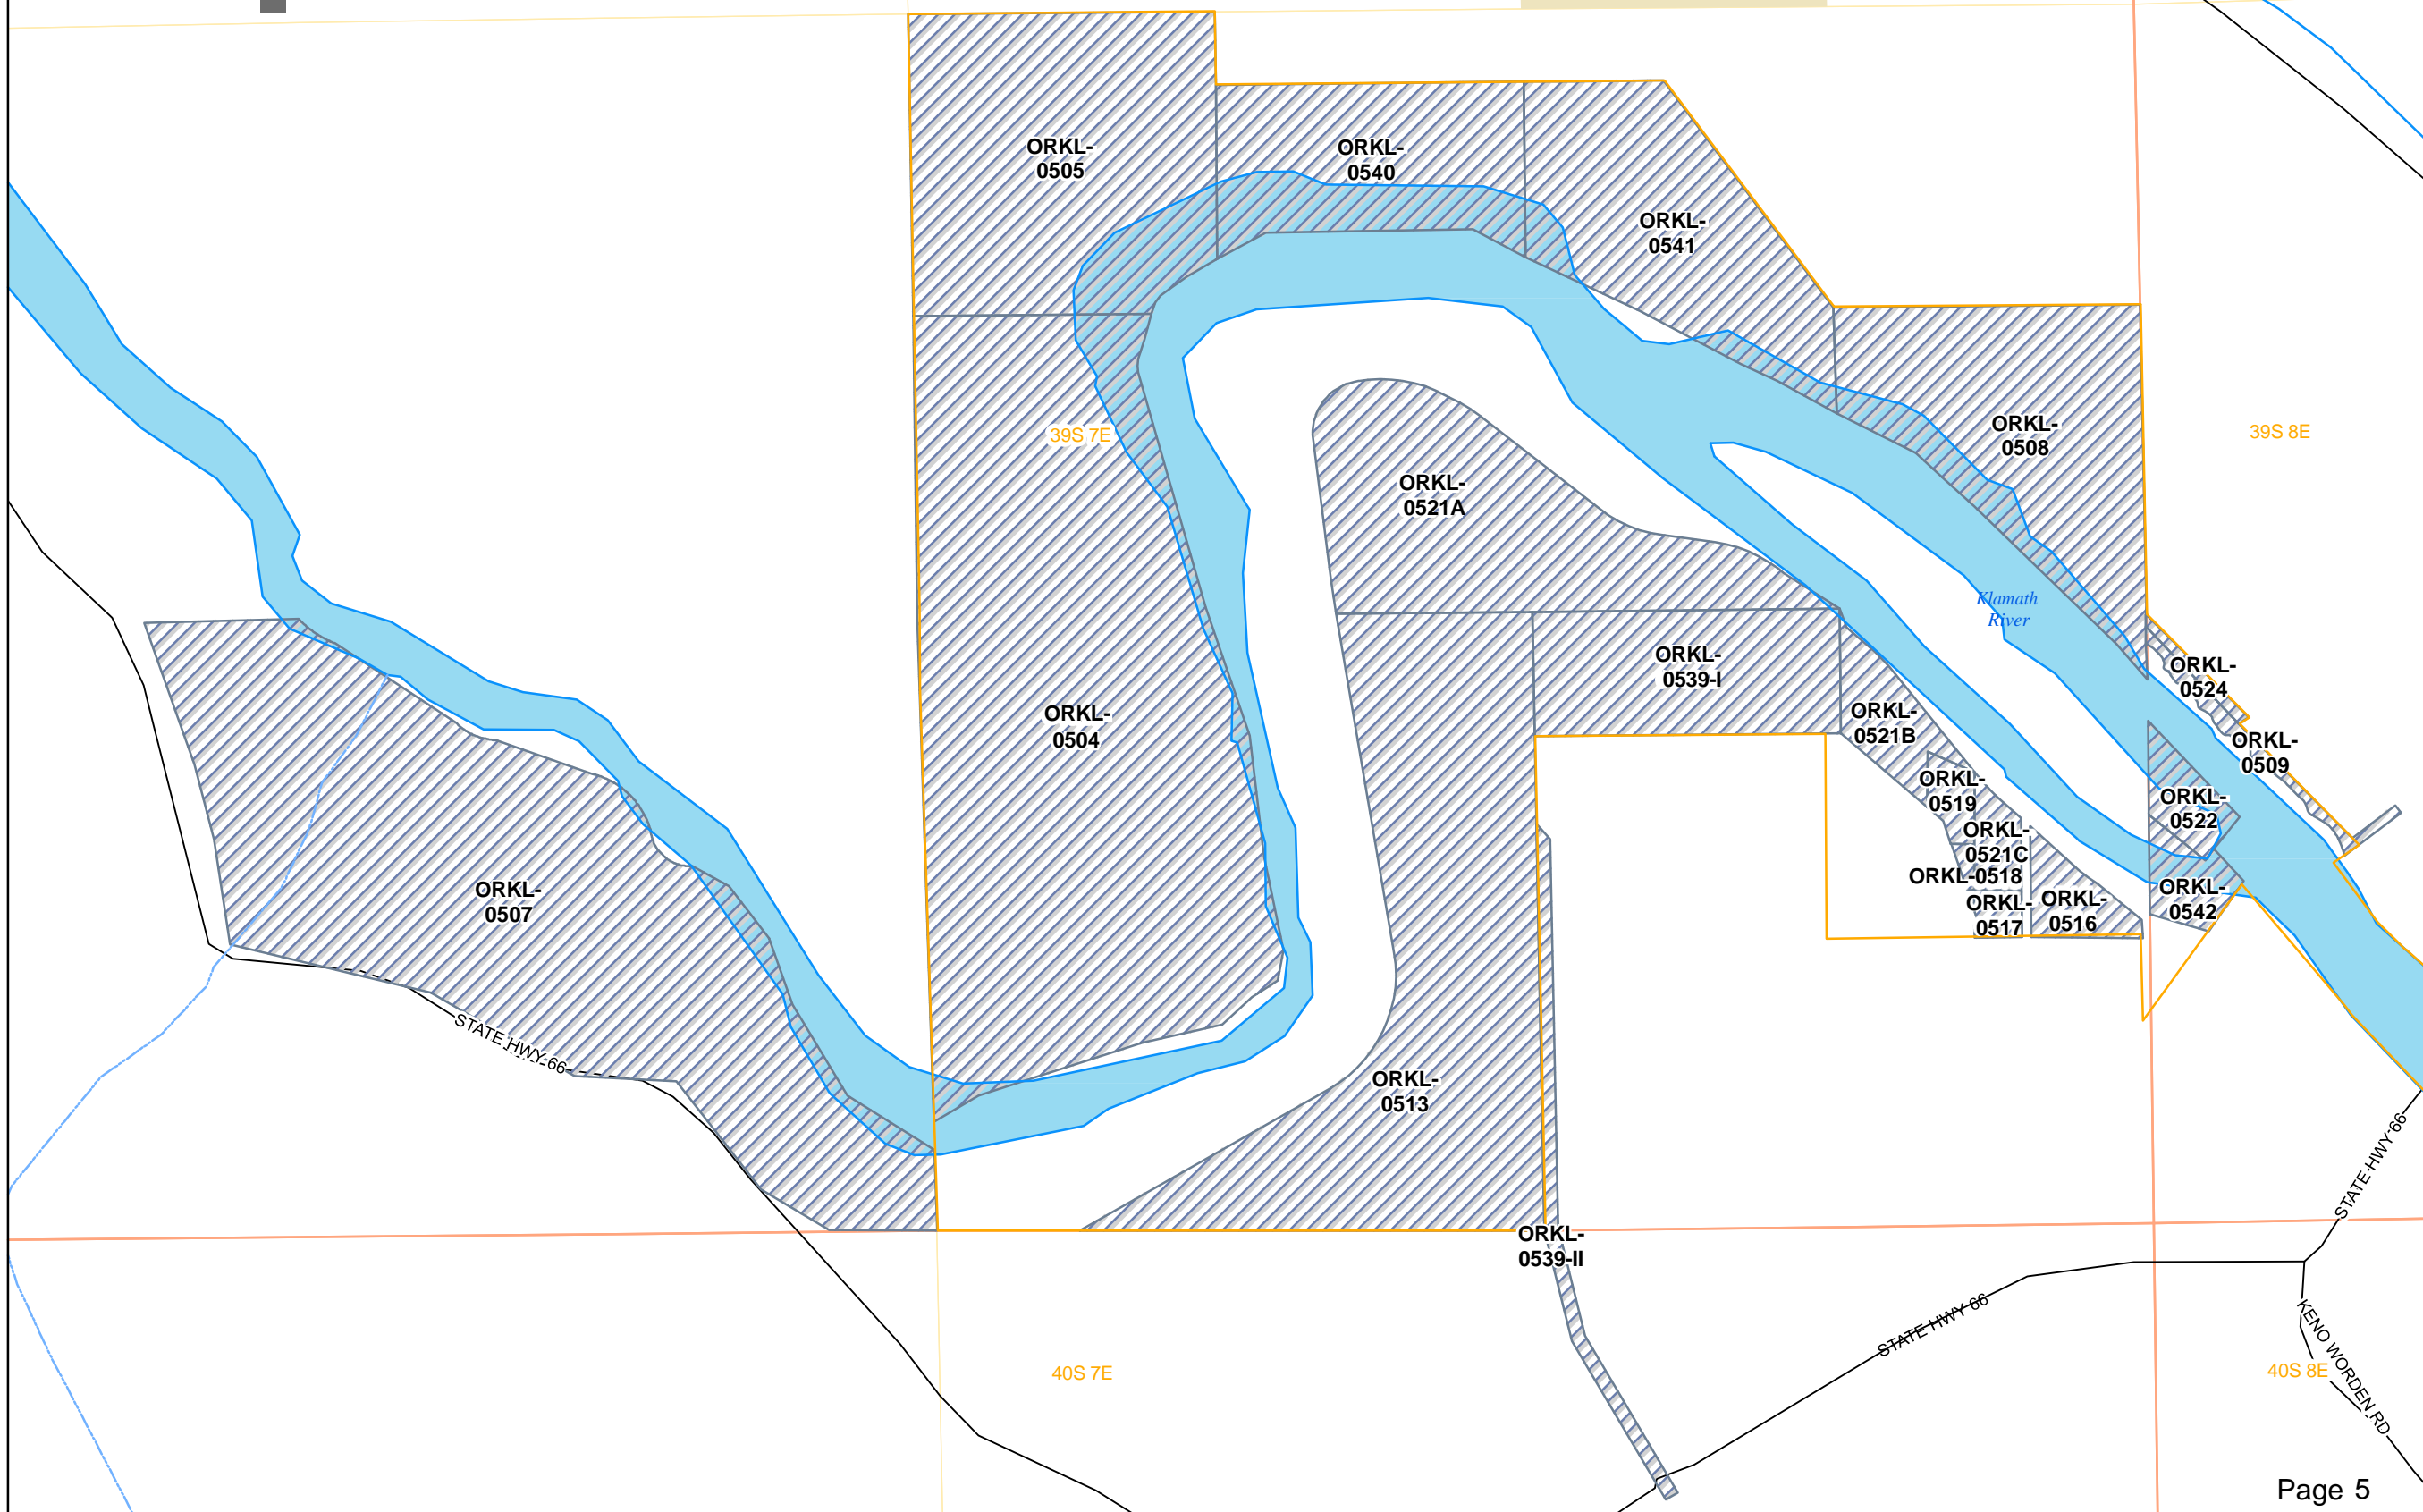 ORKL-
0505
ORKL-
0540
ORKL-
0541
39S 7E
ORKL-
0508
39S 8E
ORKL-
0521A
Klamath
River
ORKL-
0539-I
ORKL-
0524
ORKL-
0504
ORKL-
0521B
ORKL-
0509
ORKL-
0519
ORKL-
0522
ORKL-
0521C
ORKL-0518
ORKL-
0507
ORKL-
0517
ORKL-
0516
ORKL-
0542
STATE HWY 66
ORKL-
0513
STATE HWY 66
ORKL-
0539-II
STATE HWY 66
KENO WORDEN RD
40S 7E
40S 8E
Page 5